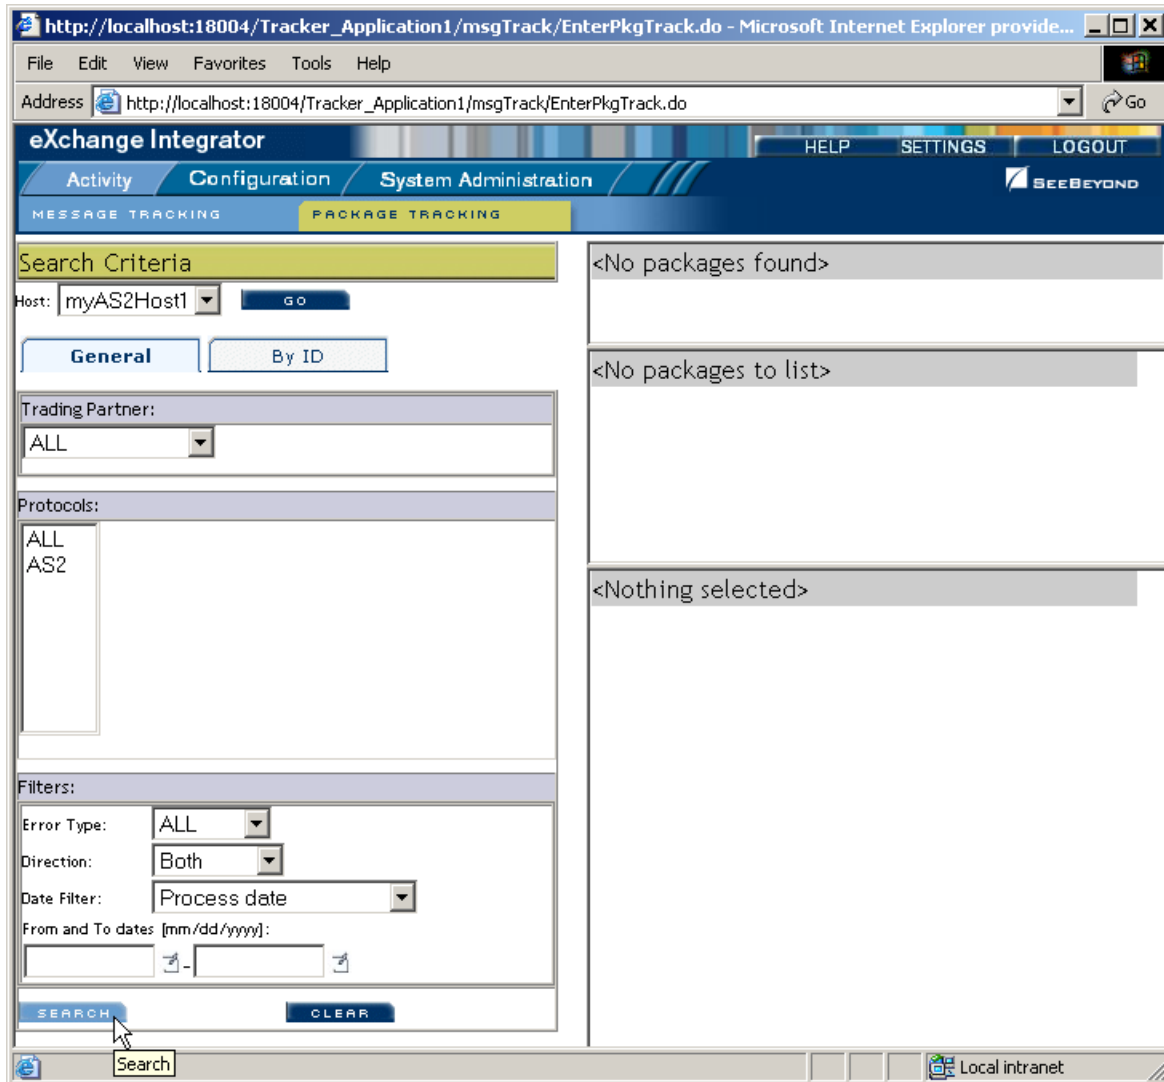 http://localhost:18004/Tracker_Application1/msgTrack/EnterPkgTrack.do - Microsoft Internet Explorer provide...
File Edit View Favorites Tools Help
Address http://localhost:18004/Tracker_Application1/msgTrack/EnterPkgTrack.do Go
eXchange Integrator
HELP SETTINGS LOGOUT
Activity Configuration System Administration
SEEBEYOND
MESSAGE TRACKING PACKAGE TRACKING
Search Criteria
Host: myAS2Host1 GO
General By ID
Trading Partner:
ALL
Protocols:
ALL
AS2
Filters:
Error Type: ALL
Direction: Both
Date Filter: Process date
From and To dates [mm/dd/yyyy]:
-
SEARCH CLEAR
Search
<No packages found>
<No packages to list>
<Nothing selected>
Local intranet